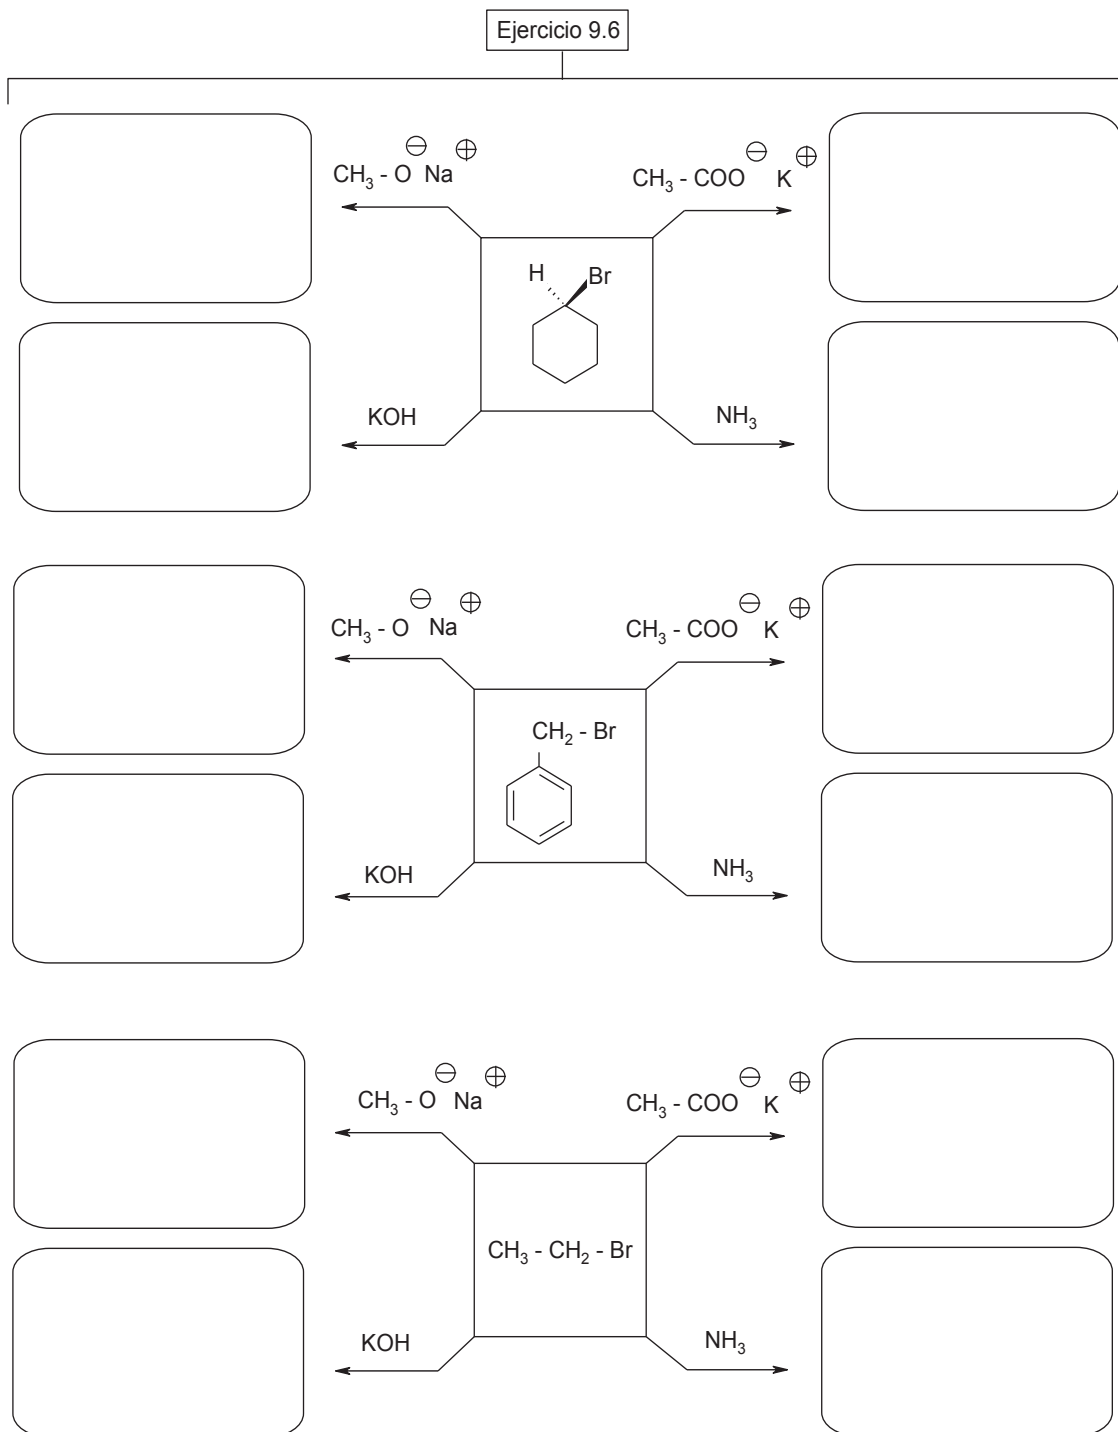 Ejercicio 9.6
CH₃ - O⊖ Na⊕
CH₃ - COO⊖ K⊕
H
Br
KOH
NH₃
CH₃ - O⊖ Na⊕
CH₃ - COO⊖ K⊕
CH₂ - Br
KOH
NH₃
CH₃ - O⊖ Na⊕
CH₃ - COO⊖ K⊕
CH₃ - CH₂ - Br
KOH
NH₃